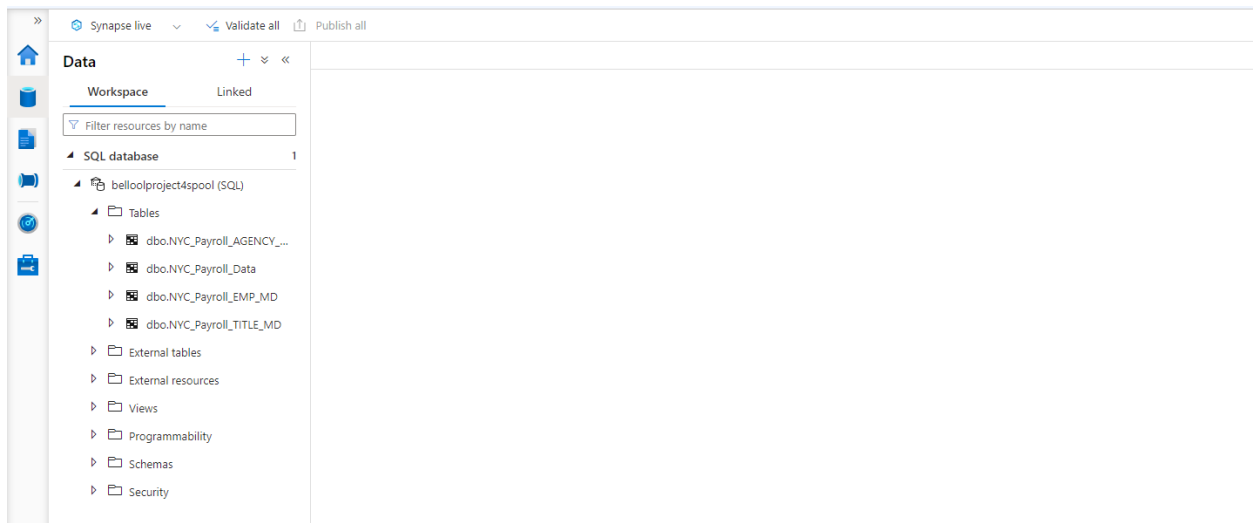 »
Synapse live Validate all Publish all
Data
Workspace Linked
Filter resources by name
SQL database 1
belloolproject4spool (SQL)
Tables
dbo.NYC_Payroll_AGENCY_...
dbo.NYC_Payroll_Data
dbo.NYC_Payroll_EMP_MD
dbo.NYC_Payroll_TITLE_MD
External tables
External resources
Views
Programmability
Schemas
Security